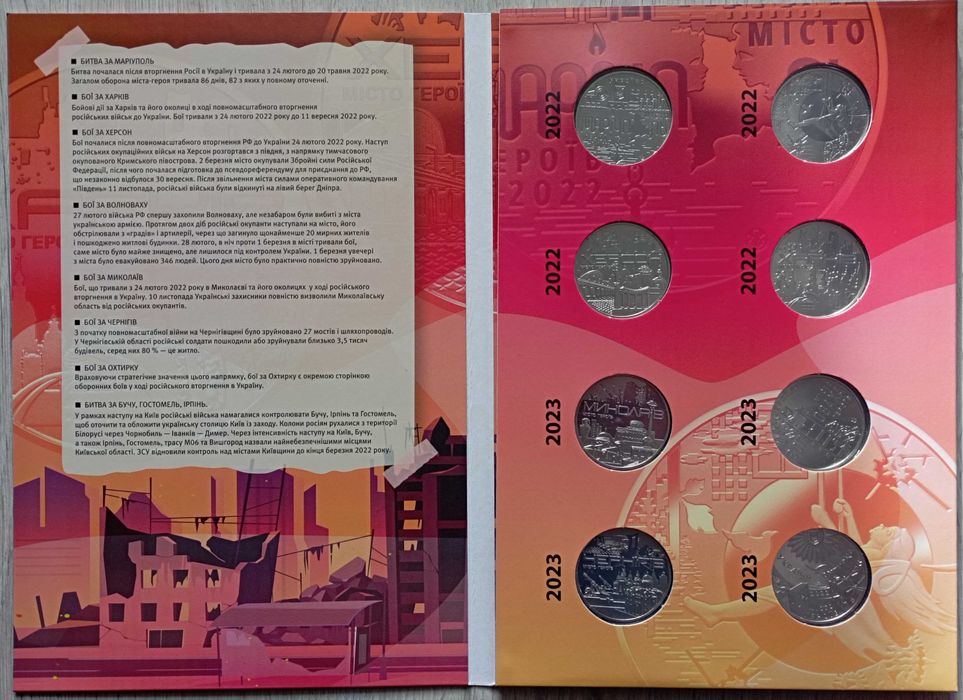 ■ БИТВА ЗА МАРІУПОЛЬ
Битва почалася після вторгнення Росії в Україну і тривала з 24 лютого до 20 травня 2022 року.
Загалом оборона міста-героя тривала 86 днів, 82 з яких у повному оточенні.
■ БОЇ ЗА ХАРКІВ
Бойові дії за Харків та його околиці в ході повномасштабного вторгнення
російських військ до України. Бої тривали з 24 лютого 2022 року до 11 вересня 2022 року.
■ БОЇ ЗА ХЕРСОН
Бої почалися після повномасштабного вторгнення РФ до України 24 лютого 2022 року. Наступ
російських окупаційних військ на Херсон розгортався з півдня, з напрямку тимчасового
окупованого Кримського півострова. 2 березня місто окупували Збройні сили Російської
Федерації, після чого почалася підготовка до псевдореферендуму для приєднання до РФ,
що незаконно відбулося 30 вересня. Після звільнення міста силами оперативного командування
«Південь» 11 листопада, російські війська були відкинуті на лівий берег Дніпра.
■ БОЇ ЗА ВОЛНОВАХУ
27 лютого війська РФ спершу захопили Волноваху, але незабаром були вибиті з міста
українською армією. Протягом двох діб російські окупанти наступали на місто, його
обстрілювали з «градів» і артилерії, через що загинуло щонайменше 20 мирних жителів
і пошкоджено житлові будинки. 28 лютого, в ніч проти 1 березня в місті тривали бої,
саме місто було майже знищено, але лишилося під контролем України. 1 березня увечері
з міста було евакуйовано 346 людей. Цього дня місто було практично повністю зруйновано.
■ БОЇ ЗА МИКОЛАЇВ
Бої, що тривали з 24 лютого 2022 року в Миколаєві та його околицях у ході російського
вторгнення в Україну. 10 листопада Українські захисники повністю визволили Миколаївську
область від російських окупантів.
■ БОЇ ЗА ЧЕРНІГІВ
З початку повномасштабної війни на Чернігівщині було зруйновано 27 мостів і шляхопроводів.
У Чернігівській області російські солдати пошкодили або зруйнували близько 3,5 тисяч
будівель, серед них 80 % — це житло.
■ БОЇ ЗА ОХТИРКУ
Враховуючи стратегічне значення цього напрямку, бої за Охтирку є окремою сторінкою
оборонних боїв у ході російського вторгнення в Україну.
■ БИТВА ЗА БУЧУ, ГОСТОМЕЛЬ, ІРПІНЬ.
У рамках наступу на Київ російські війська намагалися контролювати Бучу, Ірпінь та Гостомель,
щоб оточити та обложити українську столицю Київ із заходу. Колони росіян рухалися з території
Білорусі через Чорнобиль — Іванків — Димер. Через інтенсивність наступу на Київ, Бучу,
а також Ірпінь, Гостомель, трасу М06 та Вишгород назвали найнебезпечнішими місцями
Київської області. ЗСУ відновили контроль над містами Київщини до кінця березня 2022 року.
МІСТО ГЕРОЇ
МІСТО
2022
2022
ГЕРОЇВ
2022
2022
2022
2023
МИКОЛАЇВ
2023
2023
2023